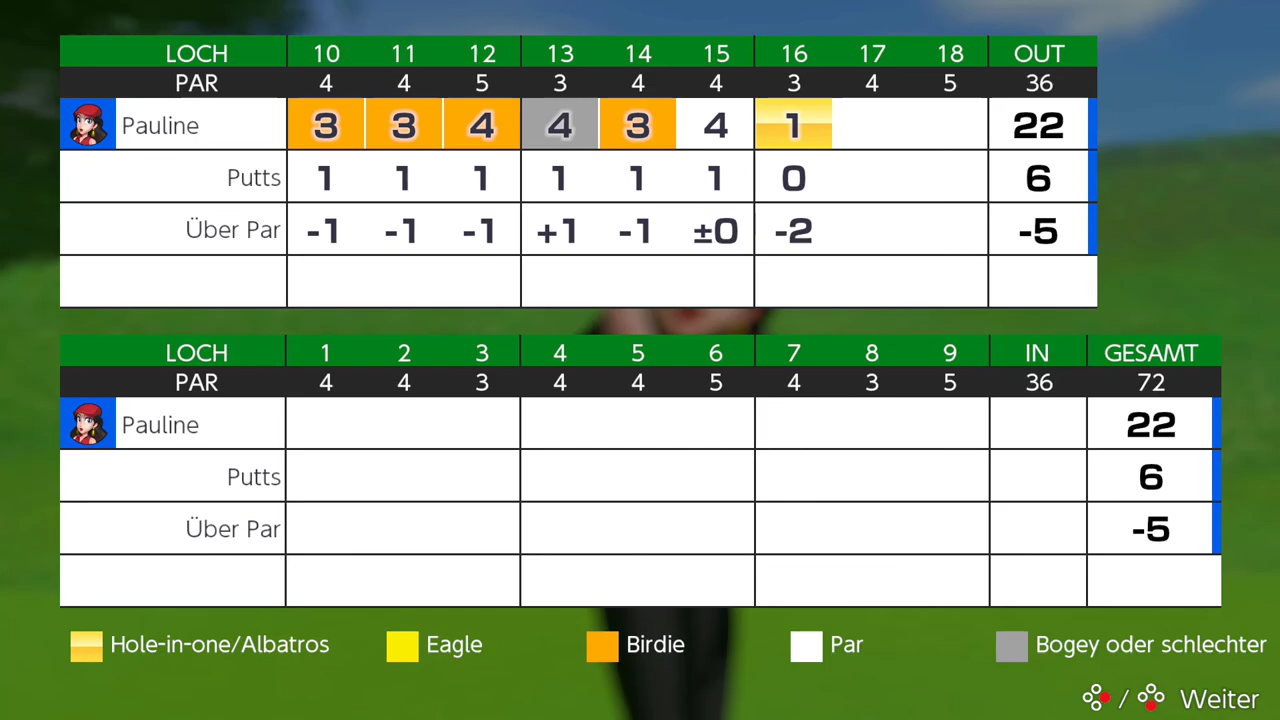 LOCH 10 11 12 13 14 15 16 17 18 OUT
PAR 4 4 5 3 4 4 3 4 5 36
Pauline 3 3 4 4 3 4 1 22
Putts 1 1 1 1 1 1 0 6
Über Par -1 -1 -1 +1 -1 ±0 -2 -5
LOCH 1 2 3 4 5 6 7 8 9 IN GESAMT
PAR 4 4 3 4 4 5 4 3 5 36 72
Pauline 22
Putts 6
Über Par -5
Hole-in-one/Albatros Eagle Birdie Par Bogey oder schlechter
/ Weiter